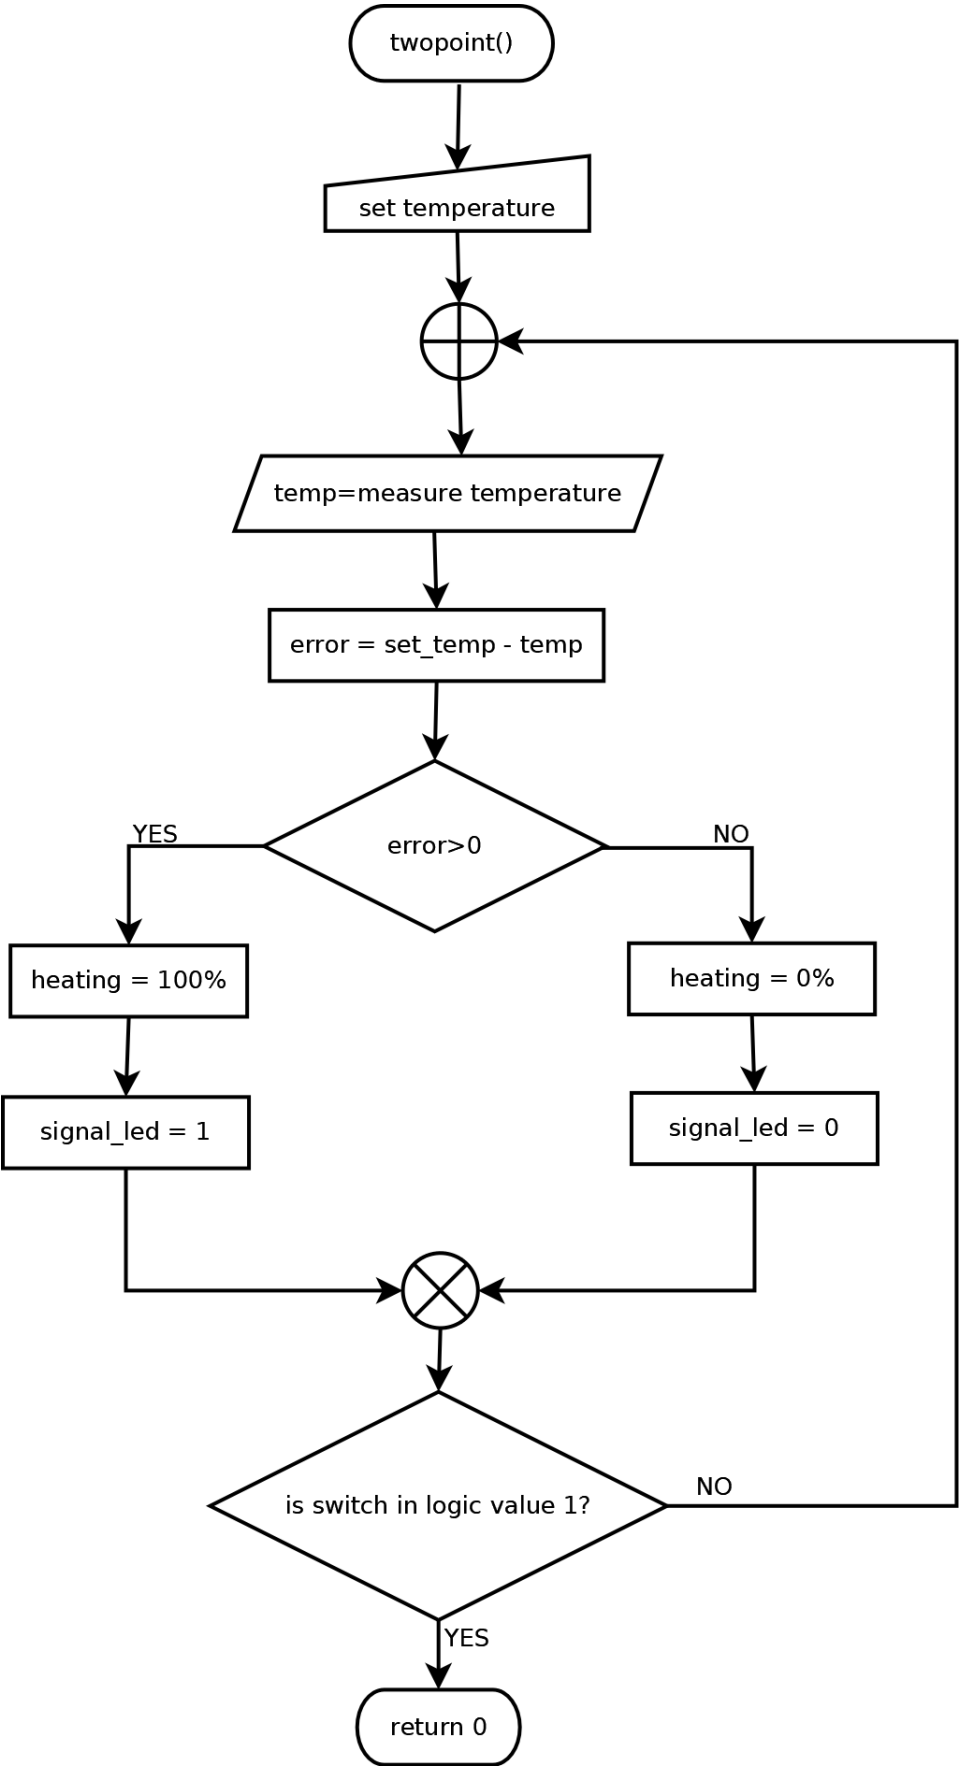 twopoint()
set temperature
temp=measure temperature
error = set_temp - temp
error>0
YES
NO
heating = 100%
heating = 0%
signal_led = 1
signal_led = 0
is switch in logic value 1?
NO
YES
return 0